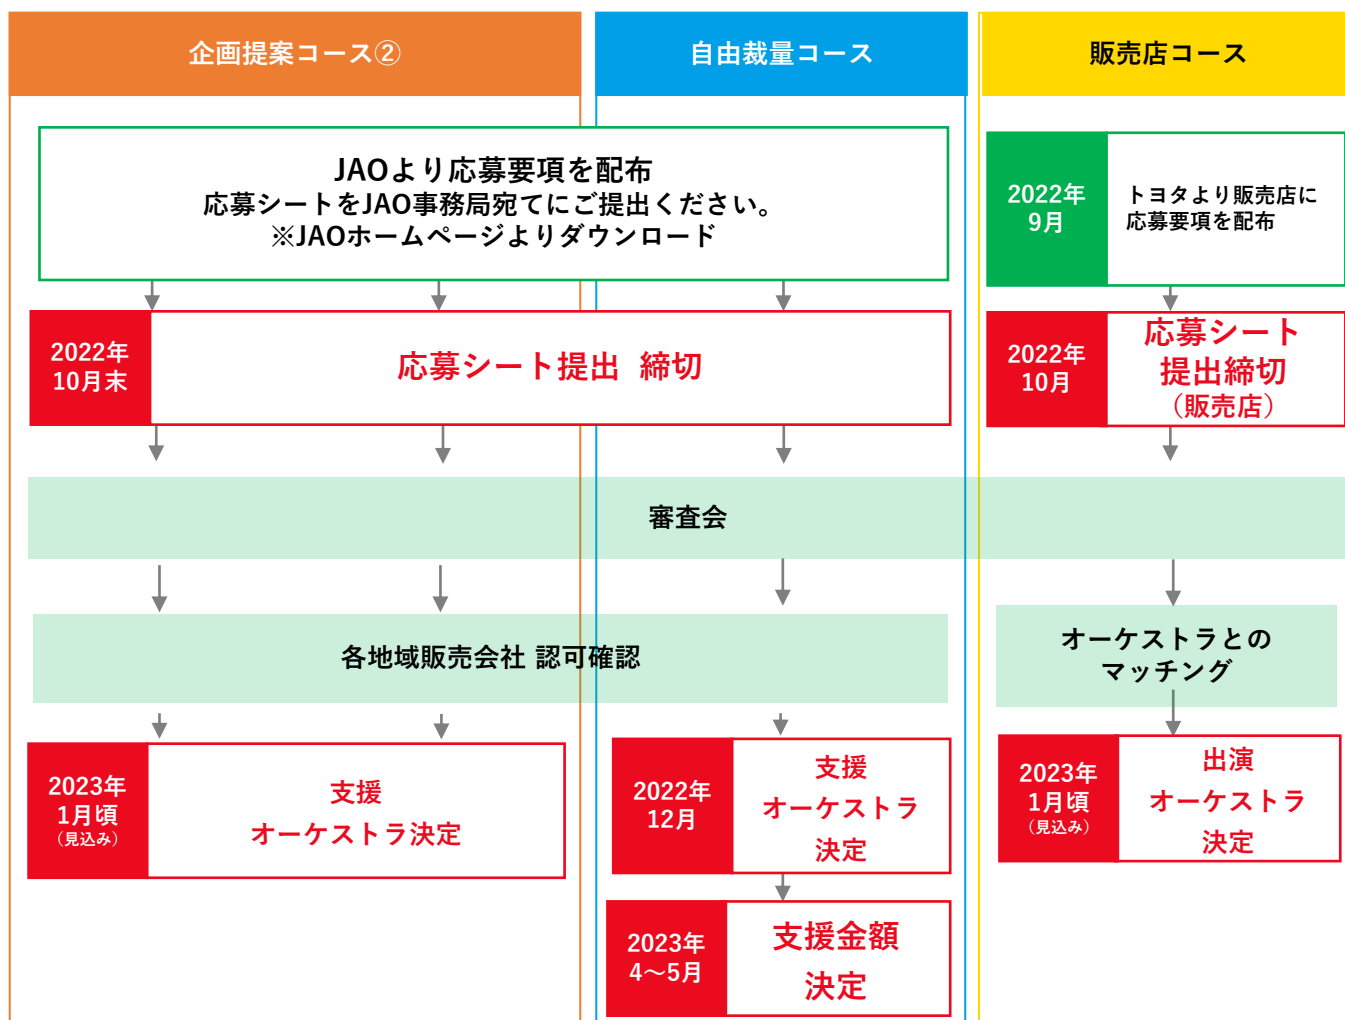 企画提案コース②
自由裁量コース
販売店コース
JAOより応募要項を配布
応募シートをJAO事務局宛てにご提出ください。
※JAOホームページよりダウンロード
2022年
9月
トヨタより販売店に
応募要項を配布
2022年
10月末
応募シート提出 締切
2022年
10月
応募シート
提出締切
（販売店）
審査会
各地域販売会社 認可確認
オーケストラとの
マッチング
2023年
1月頃
（見込み）
支援
オーケストラ決定
2022年
12月
支援
オーケストラ
決定
2023年
1月頃
（見込み）
出演
オーケストラ
決定
2023年
4～5月
支援金額
決定